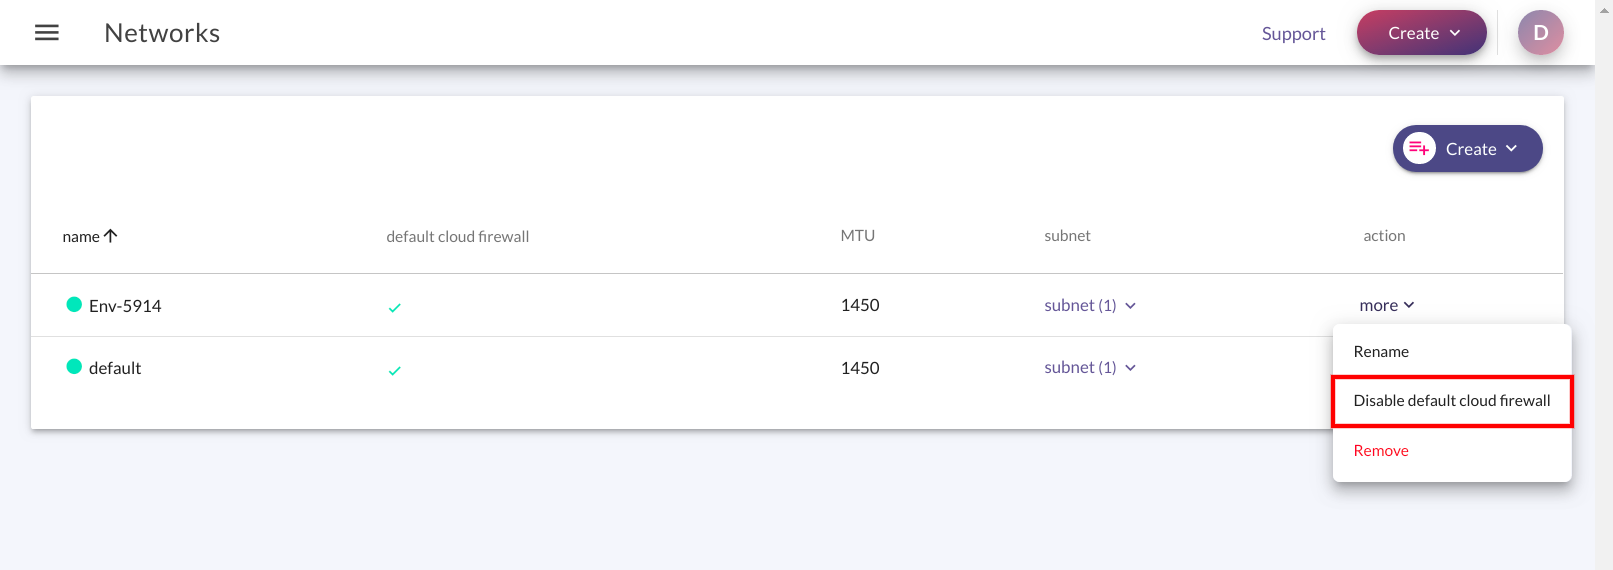 Networks
Support
Create
D
Create
name default cloud firewall MTU subnet action
Env-5914 1450 subnet (1) more
default 1450 subnet (1)
Rename
Disable default cloud firewall
Remove